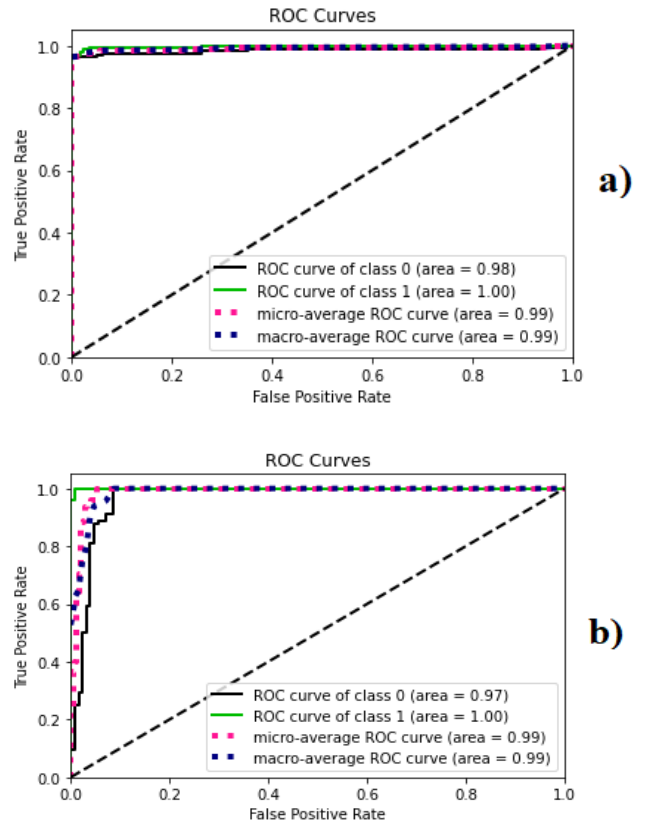 ROC Curves
1.0
0.8
0.6
0.4
0.2
0.0
True Positive Rate
ROC curve of class 0 (area = 0.98)
ROC curve of class 1 (area = 1.00)
micro-average ROC curve (area = 0.99)
macro-average ROC curve (area = 0.99)
0.0 0.2 0.4 0.6 0.8 1.0
False Positive Rate
a)
ROC Curves
1.0
0.8
0.6
0.4
0.2
0.0
True Positive Rate
ROC curve of class 0 (area = 0.97)
ROC curve of class 1 (area = 1.00)
micro-average ROC curve (area = 0.99)
macro-average ROC curve (area = 0.99)
0.0 0.2 0.4 0.6 0.8 1.0
False Positive Rate
b)